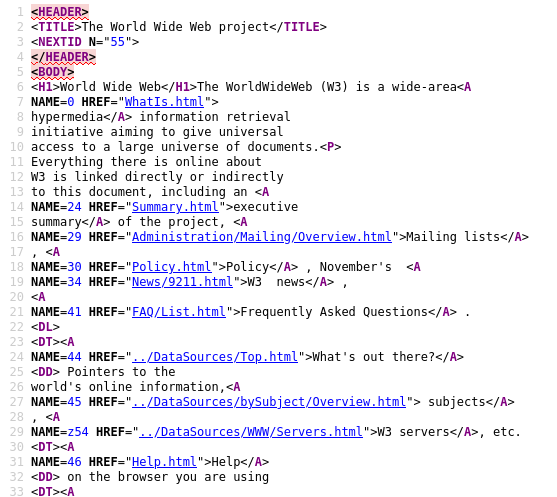 1 <HEADER>
2 <TITLE>The World Wide Web project</TITLE>
3 <NEXTID N="55">
4 </HEADER>
5 <BODY>
6 <H1>World Wide Web</H1>The WorldWideWeb (W3) is a wide-area<A
7 NAME=0 HREF="WhatIs.html">
8 hypermedia</A> information retrieval
9 initiative aiming to give universal
10 access to a large universe of documents.<P>
11 Everything there is online about
12 W3 is linked directly or indirectly
13 to this document, including an <A
14 NAME=24 HREF="Summary.html">executive
15 summary</A> of the project, <A
16 NAME=29 HREF="Administration/Mailing/Overview.html">Mailing lists</A>
17 , <A
18 NAME=30 HREF="Policy.html">Policy</A> , November's  <A
19 NAME=34 HREF="News/9211.html">W3  news</A> ,
20 <A
21 NAME=41 HREF="FAQ/List.html">Frequently Asked Questions</A> .
22 <DL>
23 <DT><A
24 NAME=44 HREF="../DataSources/Top.html">What's out there?</A>
25 <DD> Pointers to the
26 world's online information,<A
27 NAME=45 HREF="../DataSources/bySubject/Overview.html"> subjects</A>
28 , <A
29 NAME=z54 HREF="../DataSources/WWW/Servers.html">W3 servers</A>, etc.
30 <DT><A
31 NAME=46 HREF="Help.html">Help</A>
32 <DD> on the browser you are using
33 <DT><A